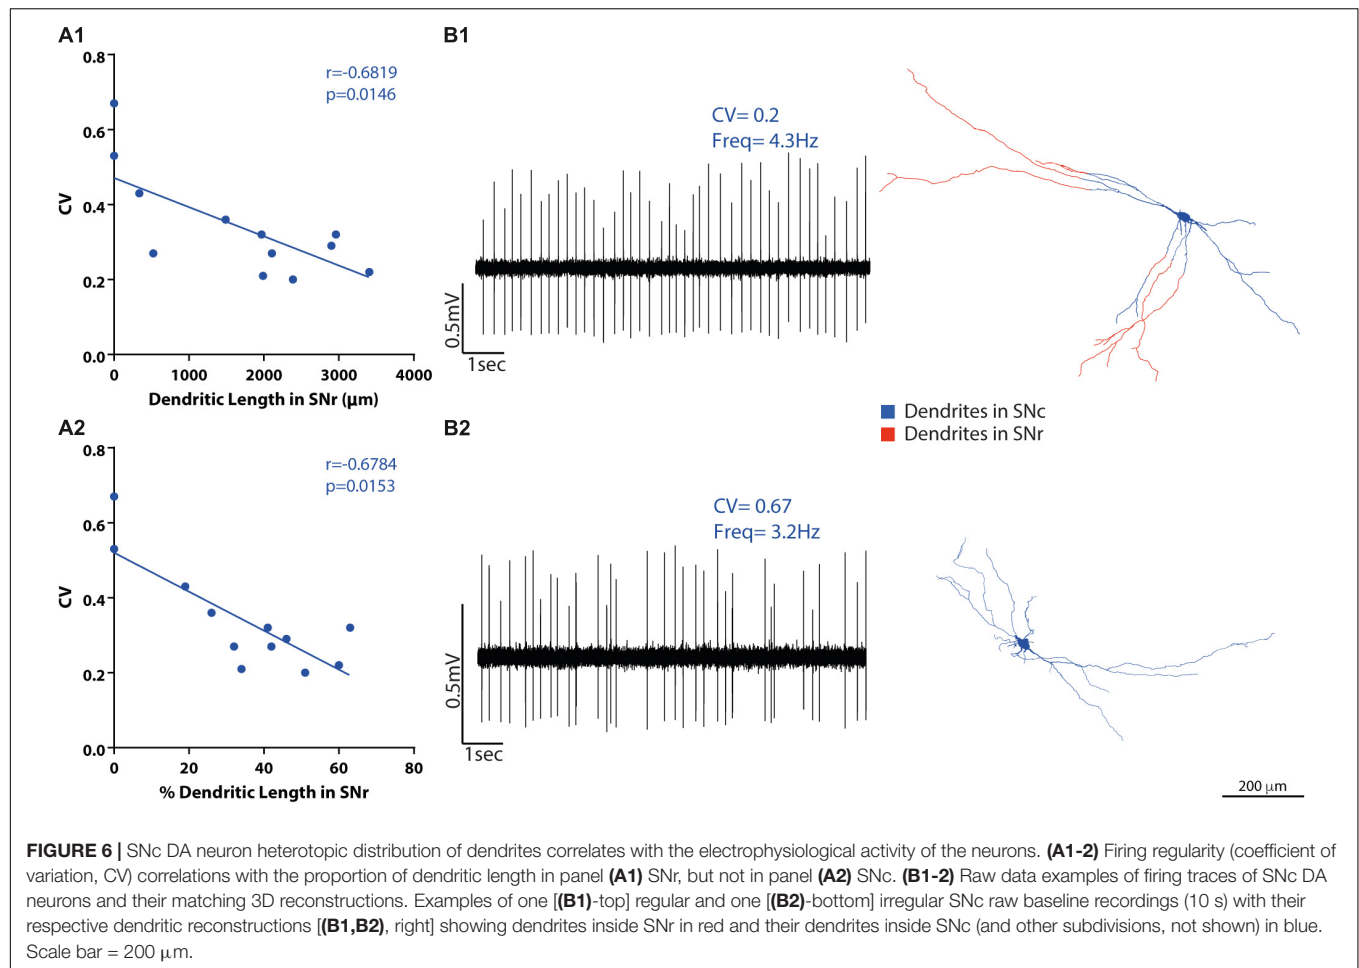 A1
0.8
0.6
0.4
0.2
0.0
CV
r=-0.6819
p=0.0146
0
1000
2000
3000
4000
Dendritic Length in SNr (µm)
B1
CV= 0.2
Freq= 4.3Hz
0.5mV
1sec
Dendrites in SNc
Dendrites in SNr
A2
0.8
0.6
0.4
0.2
0.0
CV
r=-0.6784
p=0.0153
0
20
40
60
80
% Dendritic Length in SNr
B2
CV= 0.67
Freq= 3.2Hz
0.5mV
1sec
200 µm
FIGURE 6 | SNc DA neuron heterotopic distribution of dendrites correlates with the electrophysiological activity of the neurons. (A1-2) Firing regularity (coefficient of
variation, CV) correlations with the proportion of dendritic length in panel (A1) SNr, but not in panel (A2) SNc. (B1-2) Raw data examples of firing traces of SNc DA
neurons and their matching 3D reconstructions. Examples of one [(B1)-top] regular and one [(B2)-bottom] irregular SNc raw baseline recordings (10 s) with their
respective dendritic reconstructions [(B1,B2), right] showing dendrites inside SNr in red and their dendrites inside SNc (and other subdivisions, not shown) in blue.
Scale bar = 200 µm.